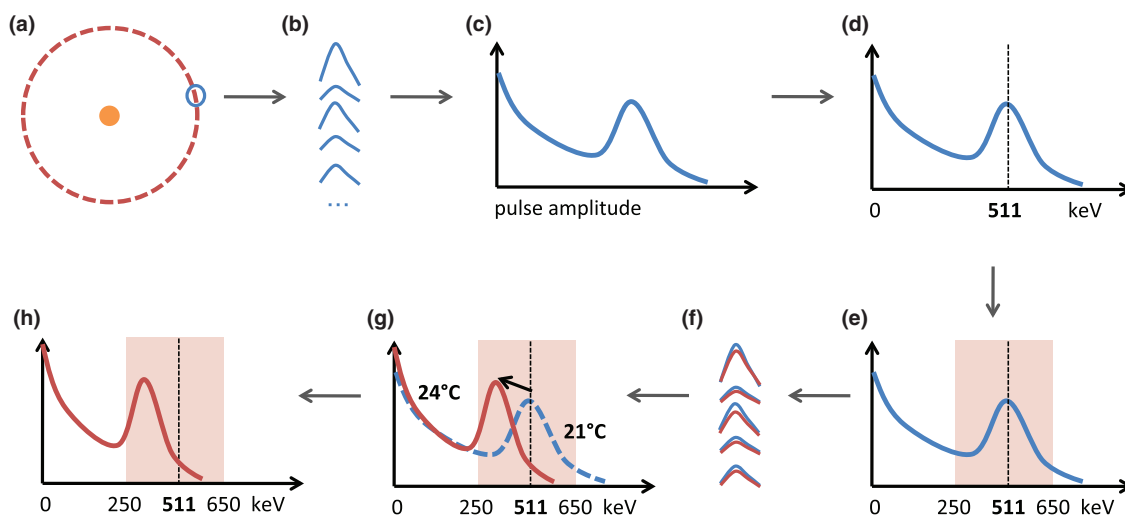 (a)
(b)
...
(c)
pulse amplitude
(d)
0 511 keV
(h)
0 250 511 650 keV
(g)
24°C
21°C
0 250 511 650 keV
(f)
(e)
0 250 511 650 keV